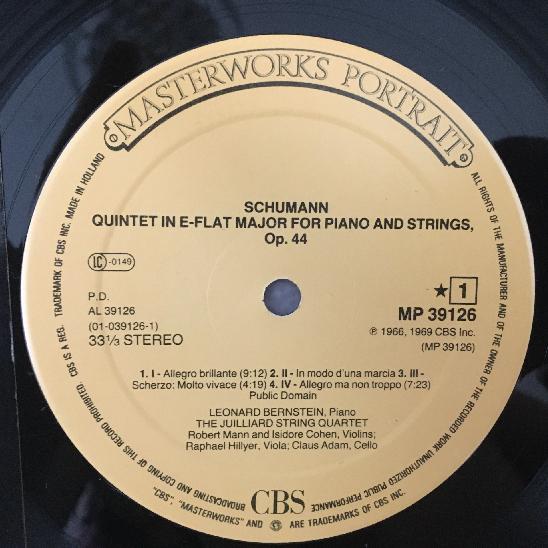 MASTERWORKS PORTRAIT
SCHUMANN
QUINTET IN E-FLAT MAJOR FOR PIANO AND STRINGS,
Op. 44
LC-0149
P.D.
AL 39126
(01-039126-1)
33⅓ STEREO
★ 1
MP 39126
℗ 1966, 1969 CBS Inc.
(MP 39126)
1. I - Allegro brillante (9:12) 2. II - In modo d'una marcia 3. III -
Scherzo: Molto vivace (4:19) 4. IV - Allegro ma non troppo (7:23)
Public Domain
LEONARD BERNSTEIN, Piano
THE JUILLIARD STRING QUARTET
Robert Mann and Isidore Cohen, Violins;
Raphael Hillyer, Viola; Claus Adam, Cello
CBS
CBS IS A REG. TRADEMARK OF CBS INC. MADE IN HOLLAND
ALL RIGHTS OF THE MANUFACTURER AND OF THE OWNER OF THE RECORDED WORK UNAUTHORIZED PUBLIC PERFORMANCE BROADCASTING AND COPYING OF THIS RECORD PROHIBITED.
"CBS", "MASTERWORKS" AND ARE TRADEMARKS OF CBS INC.